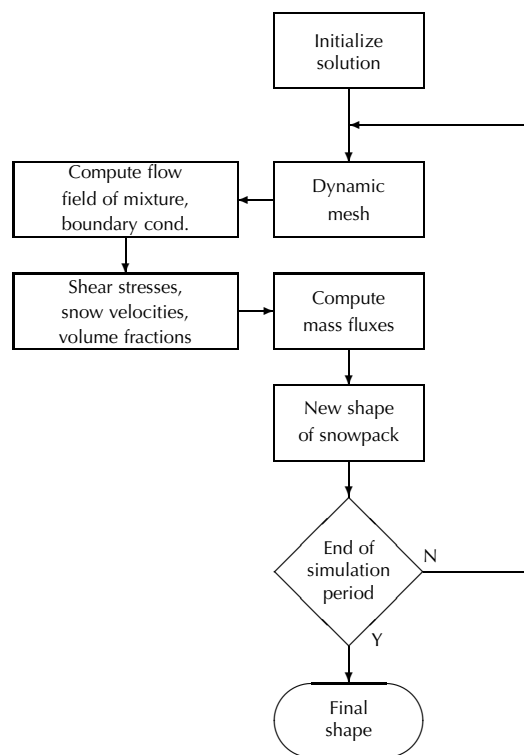 Initialize
solution
Dynamic
mesh
Compute flow
field of mixture,
boundary cond.
Shear stresses,
snow velocities,
volume fractions
Compute
mass fluxes
New shape
of snowpack
End of
simulation
period
N
Y
Final
shape